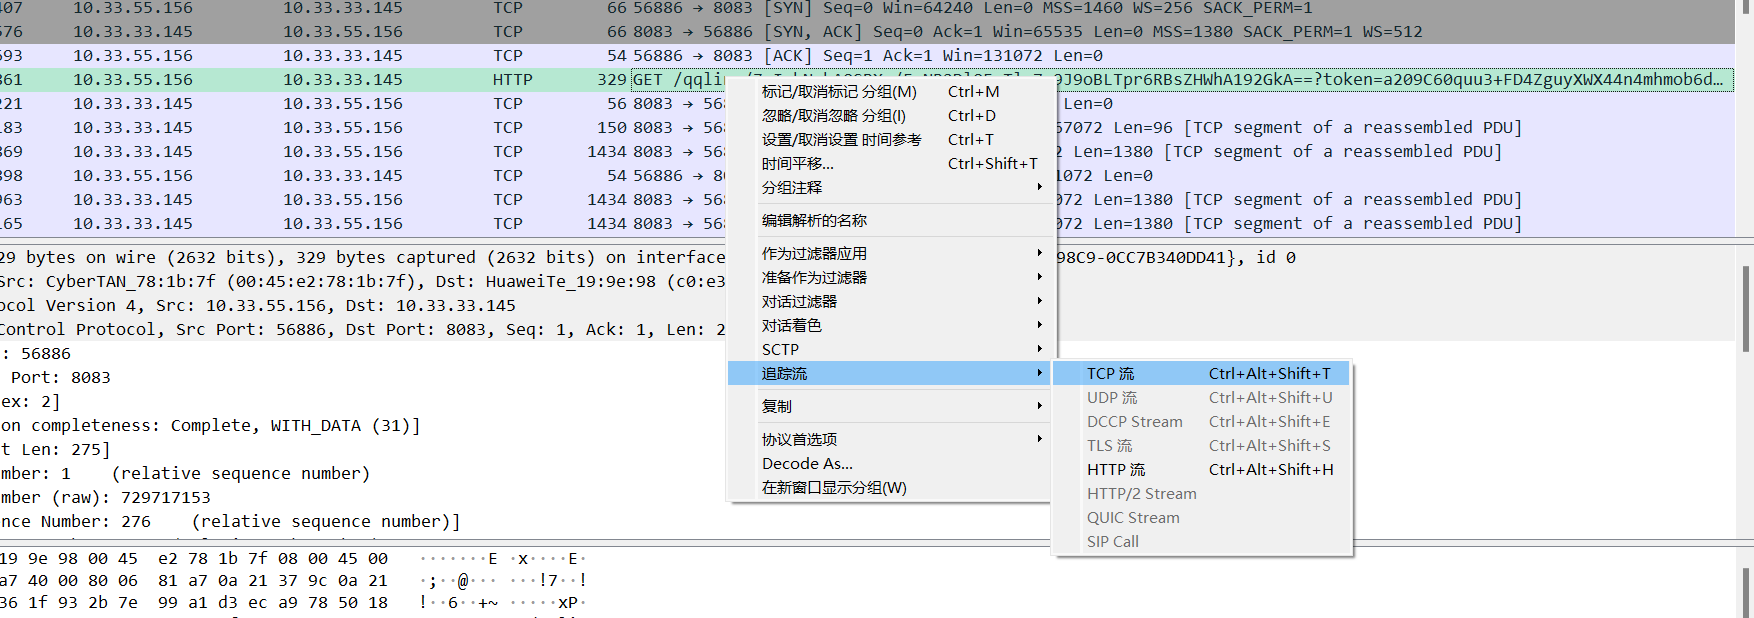 407 10.33.55.156 10.33.33.145 TCP 66 56886 → 8083 [SYN] Seq=0 Win=64240 Len=0 MSS=1460 WS=256 SACK_PERM=1
576 10.33.33.145 10.33.55.156 TCP 66 8083 → 56886 [SYN, ACK] Seq=0 Ack=1 Win=65535 Len=0 MSS=1380 SACK_PERM=1 WS=512
593 10.33.55.156 10.33.33.145 TCP 54 56886 → 8083 [ACK] Seq=1 Ack=1 Win=131072 Len=0
861 10.33.55.156 10.33.33.145 HTTP 329 GET /qqli 9J9oBLTpr6RBsZHWhA192GkA==?token=a209C60quu3+FD4ZguyXWX44n4mhmob6d…
221 10.33.33.145 10.33.55.156 TCP 56 8083 → 56 Len=0
183 10.33.33.145 10.33.55.156 TCP 150 8083 → 56 67072 Len=96 [TCP segment of a reassembled PDU]
869 10.33.33.145 10.33.55.156 TCP 1434 8083 → 56 2 Len=1380 [TCP segment of a reassembled PDU]
898 10.33.55.156 10.33.33.145 TCP 54 56886 → 8 1072 Len=0
963 10.33.33.145 10.33.55.156 TCP 1434 8083 → 56 072 Len=1380 [TCP segment of a reassembled PDU]
165 10.33.33.145 10.33.55.156 TCP 1434 8083 → 568 072 Len=1380 [TCP segment of a reassembled PDU]
标记/取消标记 分组(M) Ctrl+M
忽略/取消忽略 分组(I) Ctrl+D
设置/取消设置 时间参考 Ctrl+T
时间平移... Ctrl+Shift+T
分组注释
编辑解析的名称
作为过滤器应用
准备作为过滤器
对话过滤器
对话着色
SCTP
追踪流
复制
协议首选项
Decode As...
在新窗口显示分组(W)
TCP 流 Ctrl+Alt+Shift+T
UDP 流 Ctrl+Alt+Shift+U
DCCP Stream Ctrl+Alt+Shift+E
TLS 流 Ctrl+Alt+Shift+S
HTTP 流 Ctrl+Alt+Shift+H
HTTP/2 Stream
QUIC Stream
SIP Call
29 bytes on wire (2632 bits), 329 bytes captured (2632 bits) on interface 98C9-0CC7B340DD41}, id 0
Src: CyberTAN_78:1b:7f (00:45:e2:78:1b:7f), Dst: HuaweiTe_19:9e:98 (c0:e3
ocol Version 4, Src: 10.33.55.156, Dst: 10.33.33.145
Control Protocol, Src Port: 56886, Dst Port: 8083, Seq: 1, Ack: 1, Len: 2
: 56886
Port: 8083
ex: 2]
on completeness: Complete, WITH_DATA (31)]
t Len: 275]
mber: 1 (relative sequence number)
mber (raw): 729717153
nce Number: 276 (relative sequence number)]
19 9e 98 00 45 e2 78 1b 7f 08 00 45 00 ·······E ·x····E·
a7 40 00 80 06 81 a7 0a 21 37 9c 0a 21 ·;··@··· ···!7··!
36 1f 93 2b 7e 99 a1 d3 ec a9 78 50 18 !··6··+~ ·····xP·